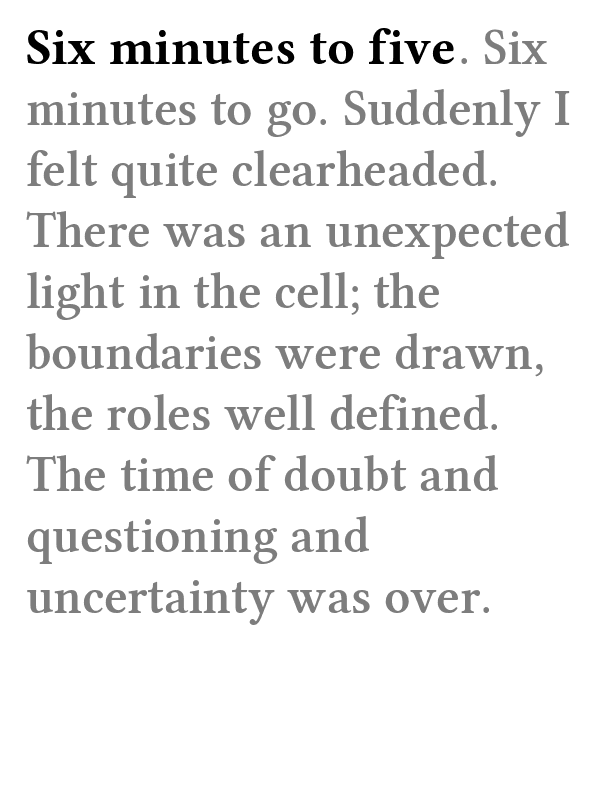 Six minutes to five. Six
minutes to go. Suddenly I
felt quite clearheaded.
There was an unexpected
light in the cell; the
boundaries were drawn,
the roles well defined.
The time of doubt and
questioning and
uncertainty was over.